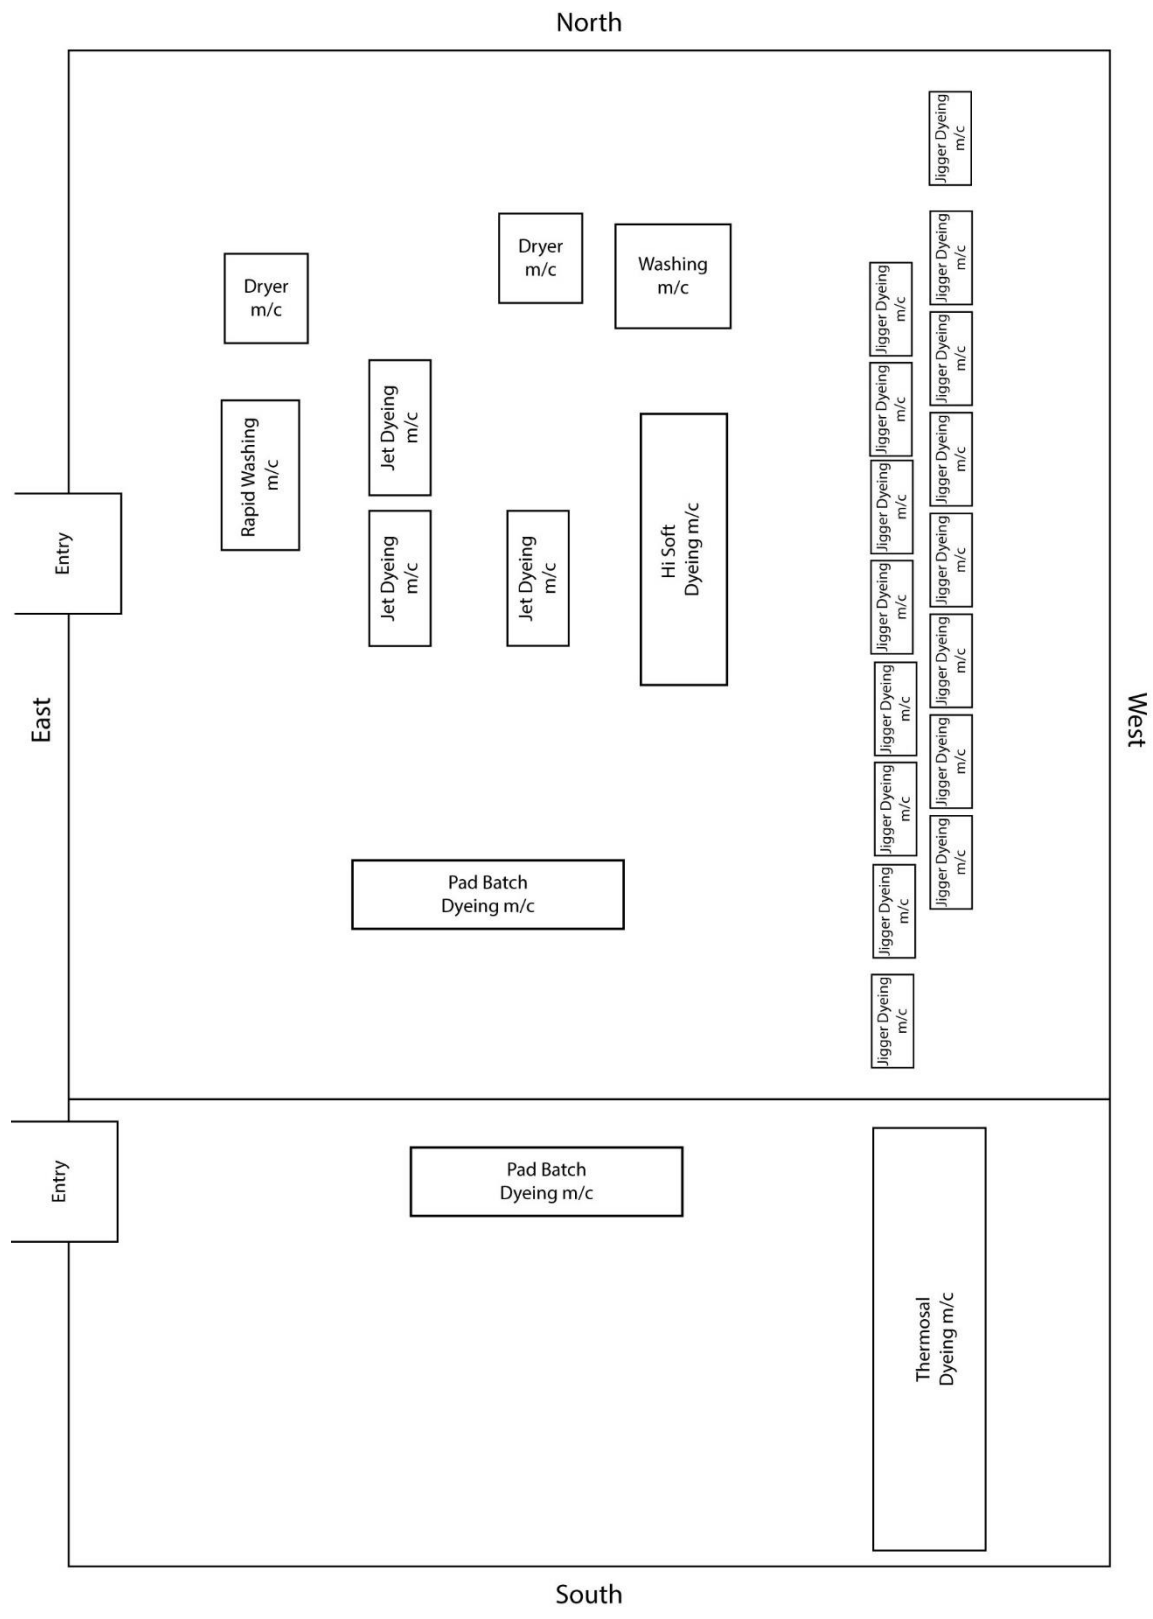 North
Jigger Dyeing
m/c
Jigger Dyeing
m/c
Dryer
m/c
Washing
m/c
Dryer
m/c
Jigger Dyeing
m/c
Jigger Dyeing
m/c
Jet Dyeing
m/c
Jigger Dyeing
m/c
Rapid Washing
m/c
Jigger Dyeing
m/c
Hi Soft
Dyeing m/c
Jigger Dyeing
m/c
Jigger Dyeing
m/c
Entry
Jet Dyeing
m/c
Jet Dyeing
m/c
Jigger Dyeing
m/c
Jigger Dyeing
m/c
East
West
Jigger Dyeing
m/c
Jigger Dyeing
m/c
Jigger Dyeing
m/c
Jigger Dyeing
m/c
Pad Batch
Dyeing m/c
Jigger Dyeing
m/c
Jigger Dyeing
m/c
Entry
Pad Batch
Dyeing m/c
Thermosal
Dyeing m/c
South